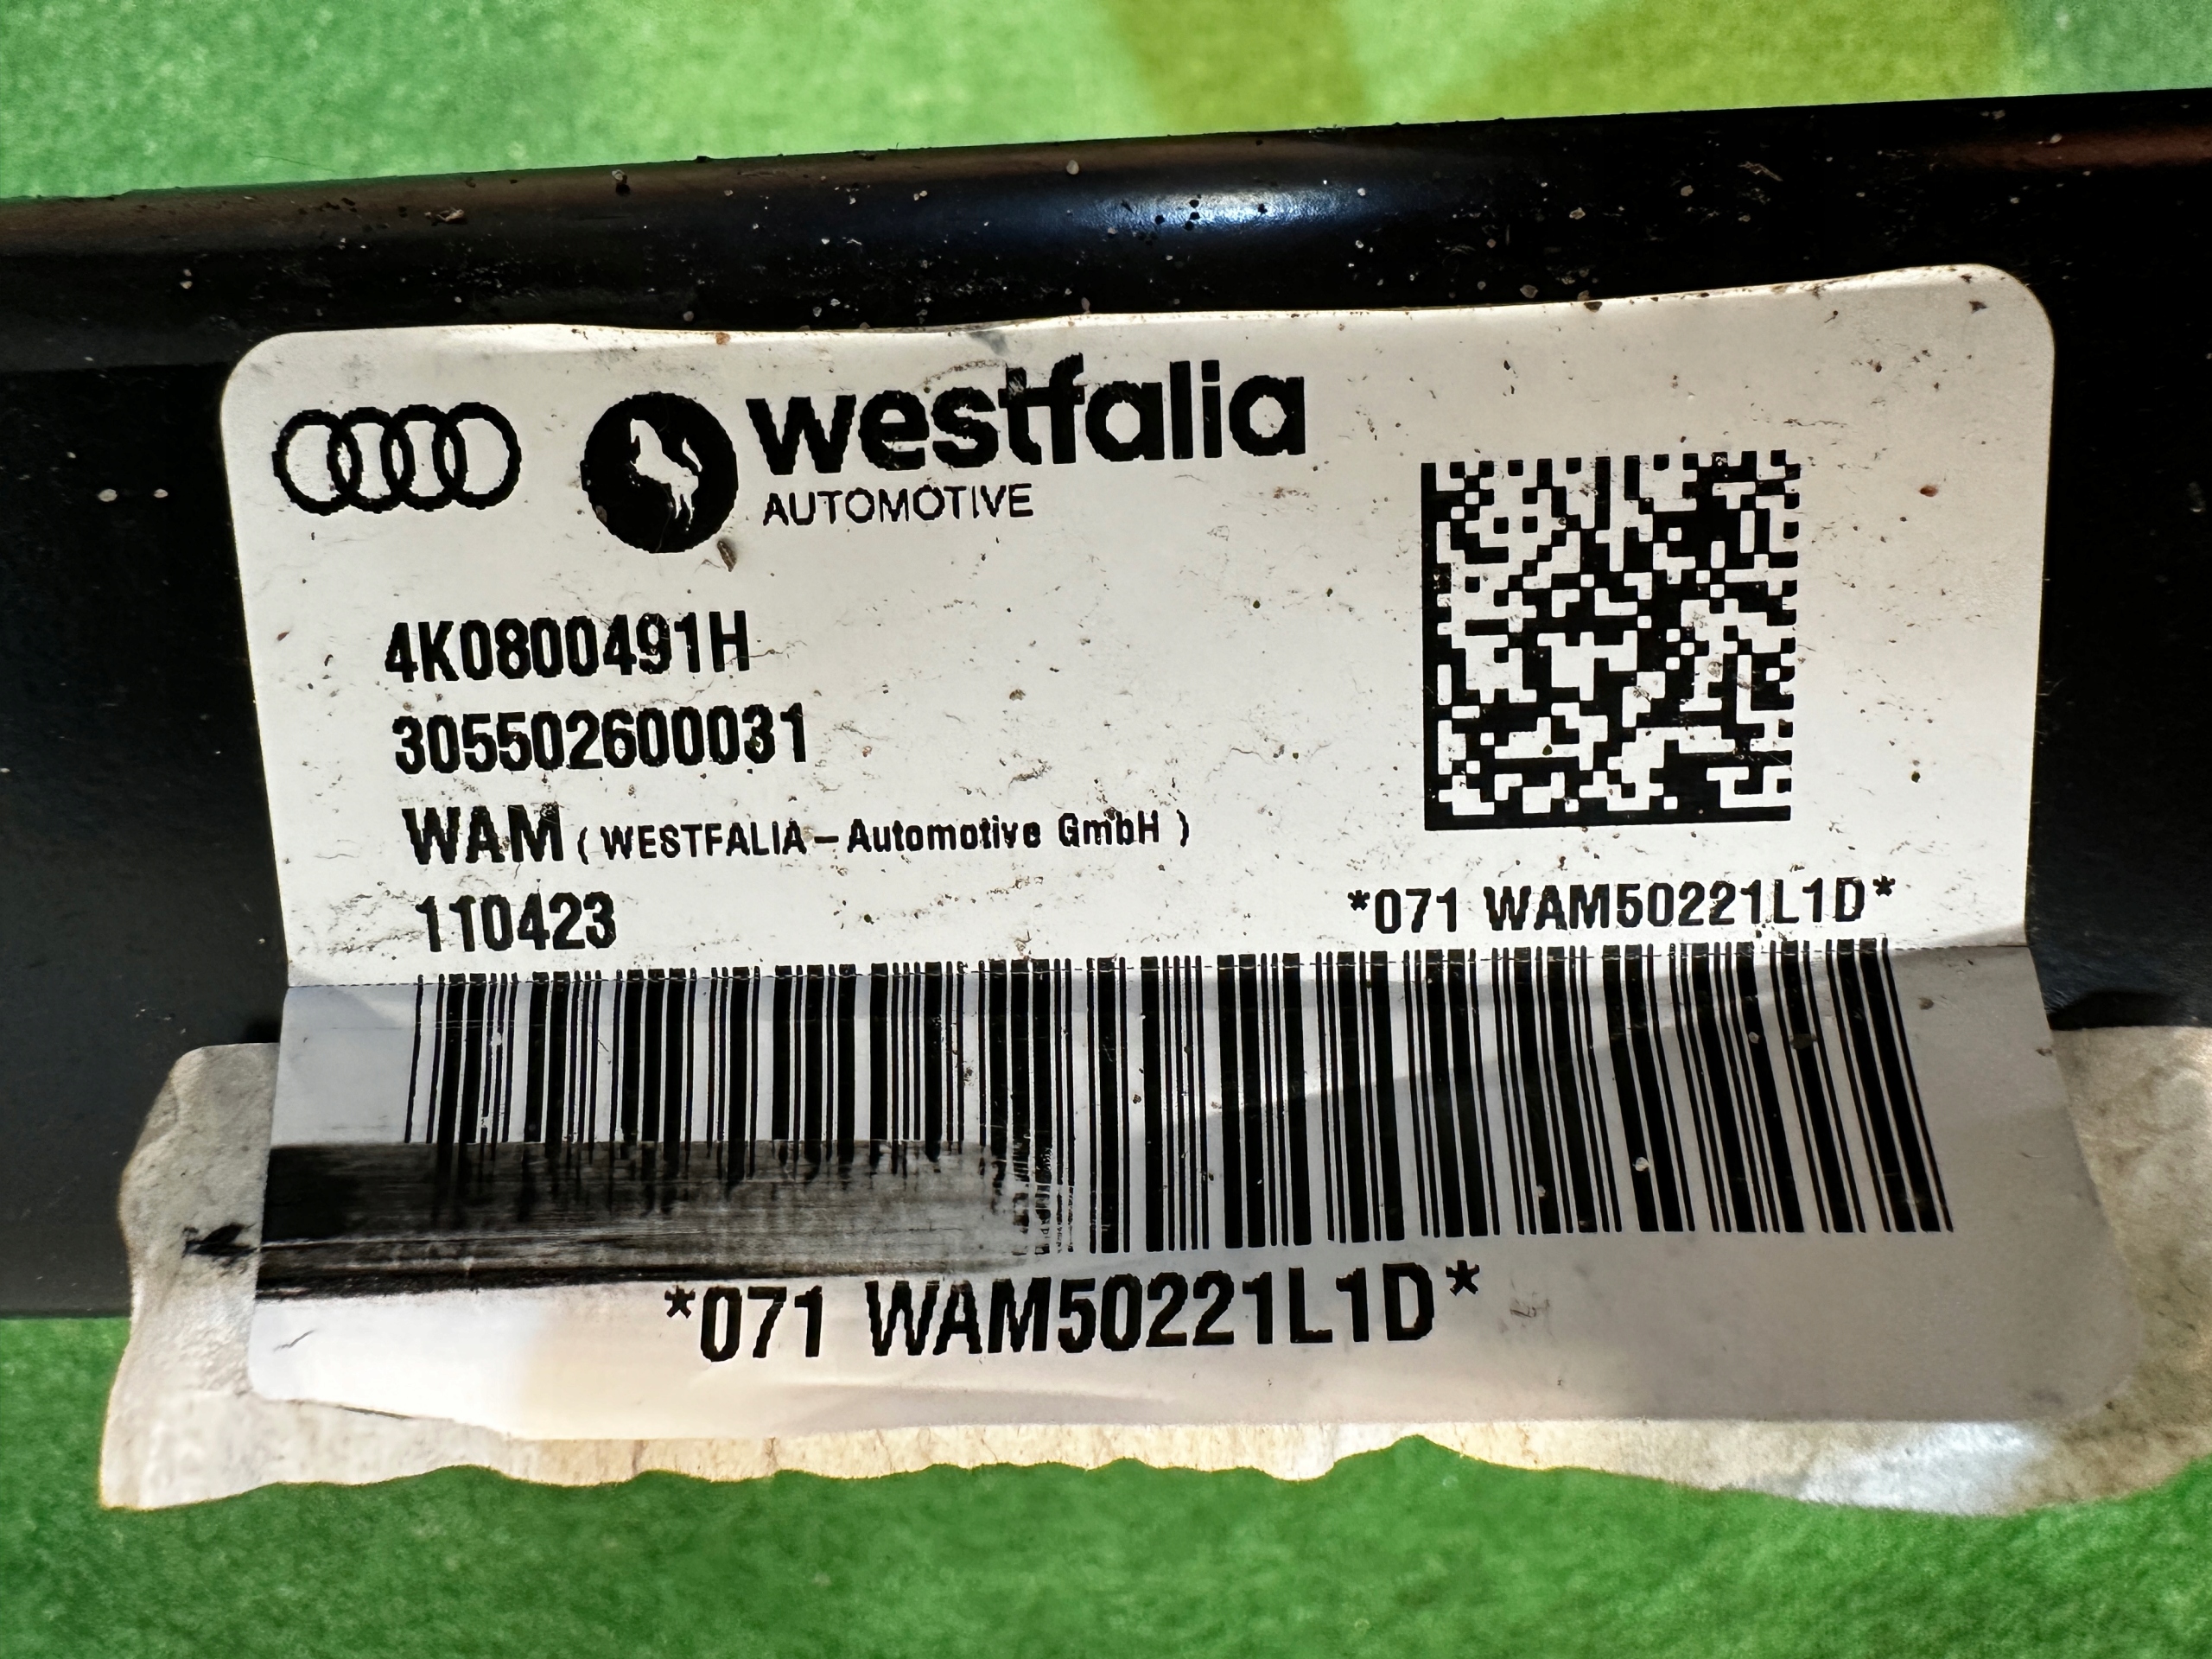 westfalia
AUTOMOTIVE
4K0800491H
305502600031
WAM ( WESTFALIA-Automotive GmbH )
110423
*071 WAM50221L1D*
*071 WAM50221L1D*